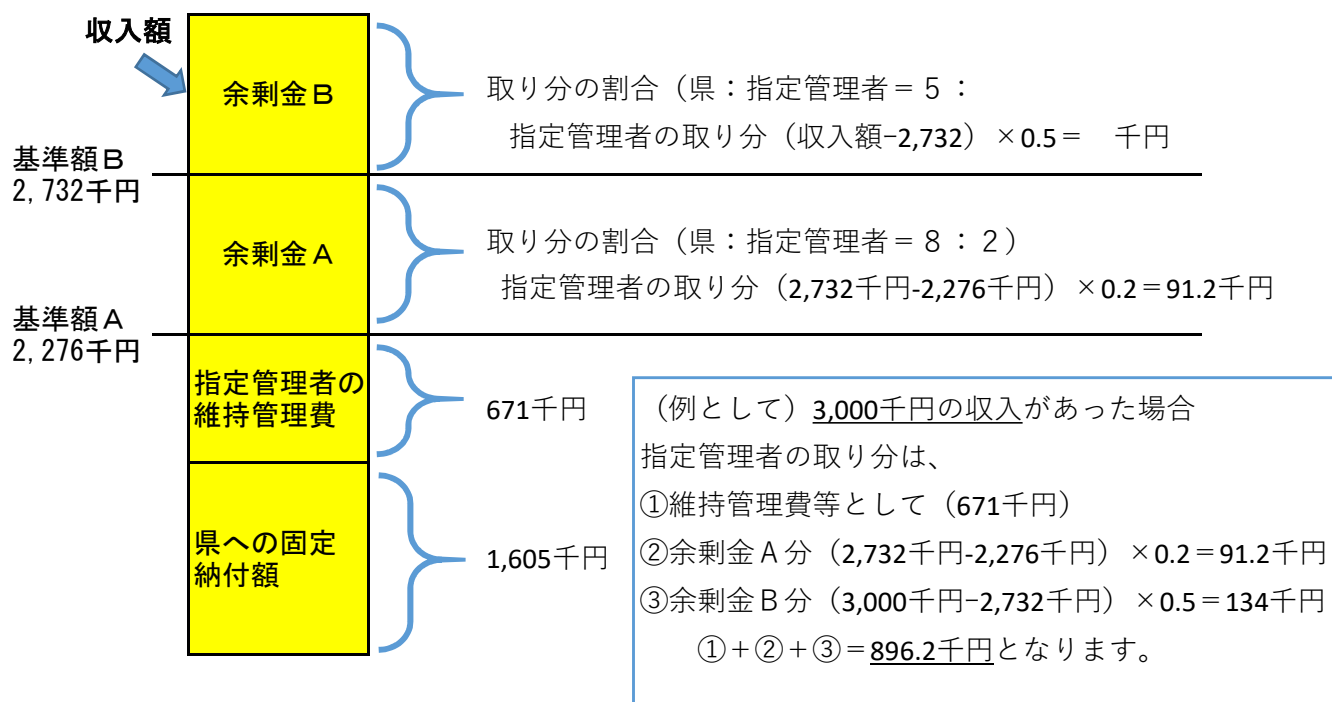 収入額
余剰金B
取り分の割合（県：指定管理者＝５：
指定管理者の取り分（収入額−2,732）×0.5＝　千円
基準額B
2,732千円
余剰金A
取り分の割合（県：指定管理者＝８：２）
指定管理者の取り分（2,732千円-2,276千円）×0.2＝91.2千円
基準額A
2,276千円
指定管理者の
維持管理費
671千円
県への固定
納付額
1,605千円
（例として）3,000千円の収入があった場合
指定管理者の取り分は、
①維持管理費等として（671千円）
②余剰金A分（2,732千円-2,276千円）×0.2＝91.2千円
③余剰金B分（3,000千円−2,732千円）×0.5＝134千円
①＋②＋③＝896.2千円となります。